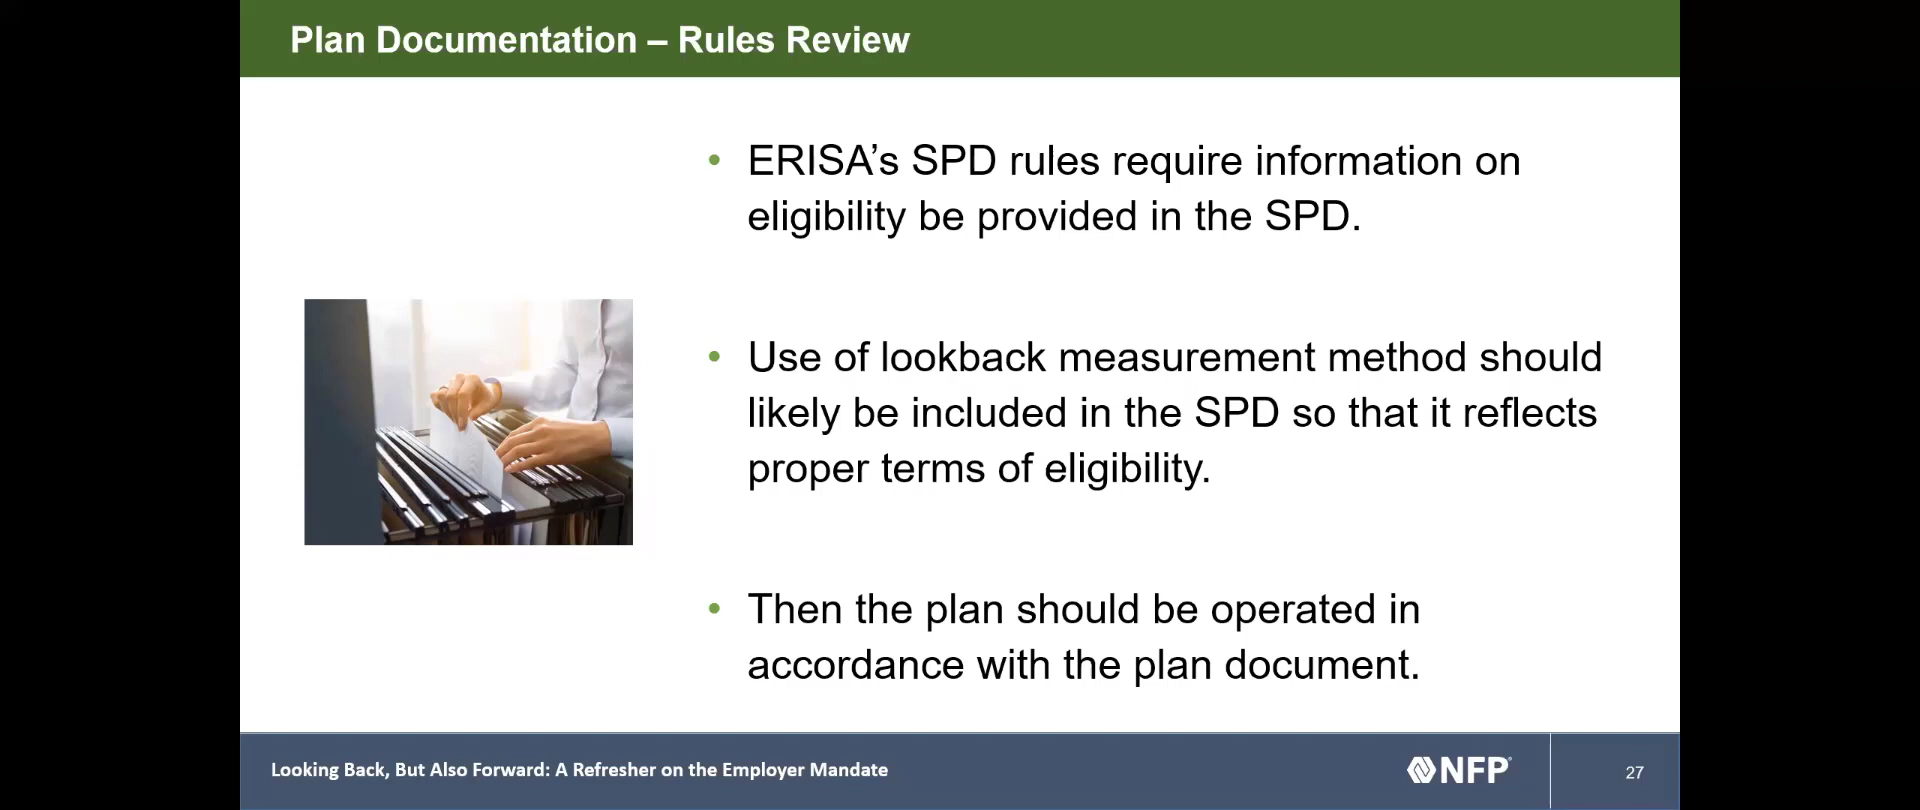 Plan Documentation – Rules Review
• ERISA’s SPD rules require information on
eligibility be provided in the SPD.
• Use of lookback measurement method should
likely be included in the SPD so that it reflects
proper terms of eligibility.
• Then the plan should be operated in
accordance with the plan document.
Looking Back, But Also Forward: A Refresher on the Employer Mandate
NFP
27